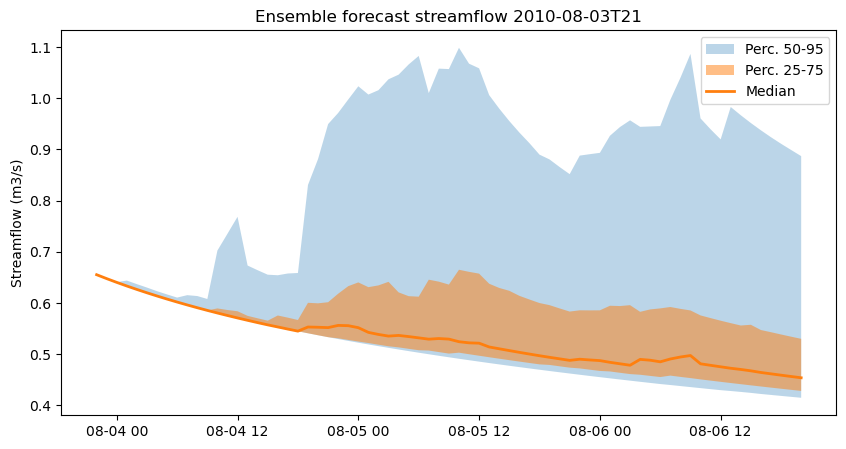 Ensemble forecast streamflow 2010-08-03T21
Perc. 50-95
Perc. 25-75
Median
Streamflow (m3/s)
1.1
1.0
0.9
0.8
0.7
0.6
0.5
0.4
08-04 00
08-04 12
08-05 00
08-05 12
08-06 00
08-06 12